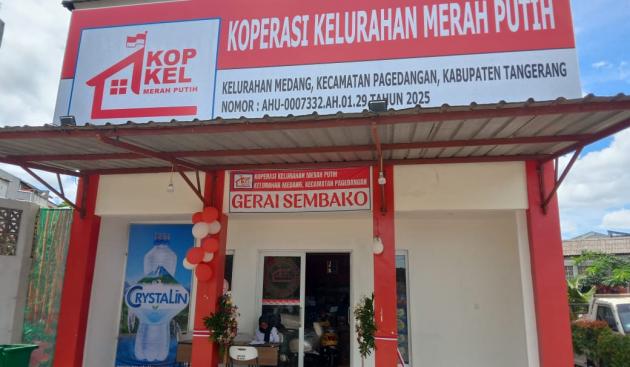 KOPERASI KELURAHAN MERAH PUTIH
KOP
KEL
MERAH PUTIH
KELURAHAN MEDANG, KECAMATAN PAGEDANGAN, KABUPATEN TANGERANG
NOMOR : AHU-0007332.AH.01.29 TAHUN 2025
KOPERASI KELURAHAN MERAH PUTIH
KELURAHAN MEDANG, KECAMATAN PAGEDANGAN
GERAI SEMBAKO
CRYSTALIN